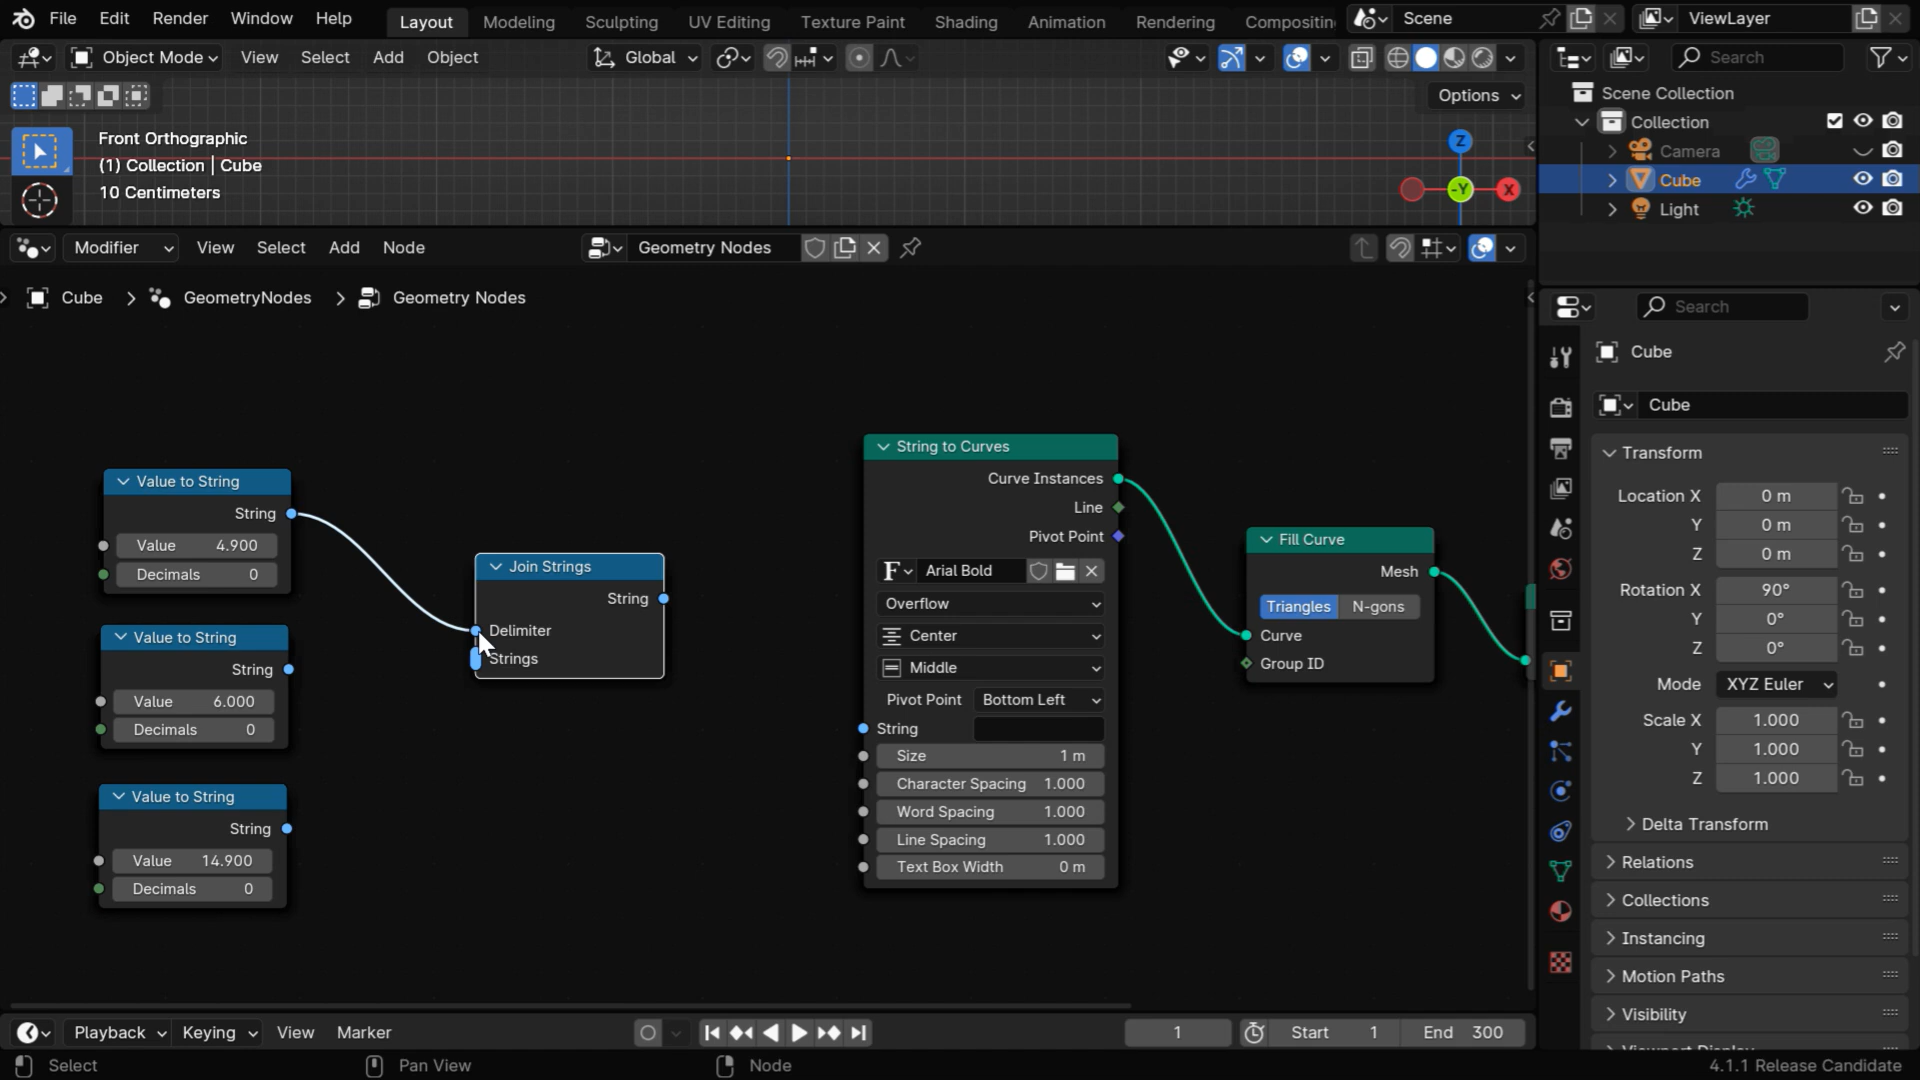 File Edit Render Window Help Layout Modeling Sculpting UV Editing Texture Paint Shading Animation Rendering Compositin Scene ViewLayer
Object Mode View Select Add Object Global Search
Options
Scene Collection
Collection
Camera
Cube
Light
Front Orthographic
(1) Collection | Cube
10 Centimeters
Z
-Y
X
Modifier View Select Add Node Geometry Nodes
Cube > GeometryNodes > Geometry Nodes
Value to String
String
Value 4.900
Decimals 0
Value to String
String
Value 6.000
Decimals 0
Value to String
String
Value 14.900
Decimals 0
Join Strings
String
Delimiter
Strings
String to Curves
Curve Instances
Line
Pivot Point
F Arial Bold
Overflow
Center
Middle
Pivot Point Bottom Left
String
Size 1 m
Character Spacing 1.000
Word Spacing 1.000
Line Spacing 1.000
Text Box Width 0 m
Fill Curve
Mesh
Triangles N-gons
Curve
Group ID
Search
Cube
Cube
Transform
Location X 0 m
Y 0 m
Z 0 m
Rotation X 90°
Y 0°
Z 0°
Mode XYZ Euler
Scale X 1.000
Y 1.000
Z 1.000
Delta Transform
Relations
Collections
Instancing
Motion Paths
Visibility
Playback Keying View Marker 1 Start 1 End 300
Select Pan View Node 4.1.1 Release Candidate